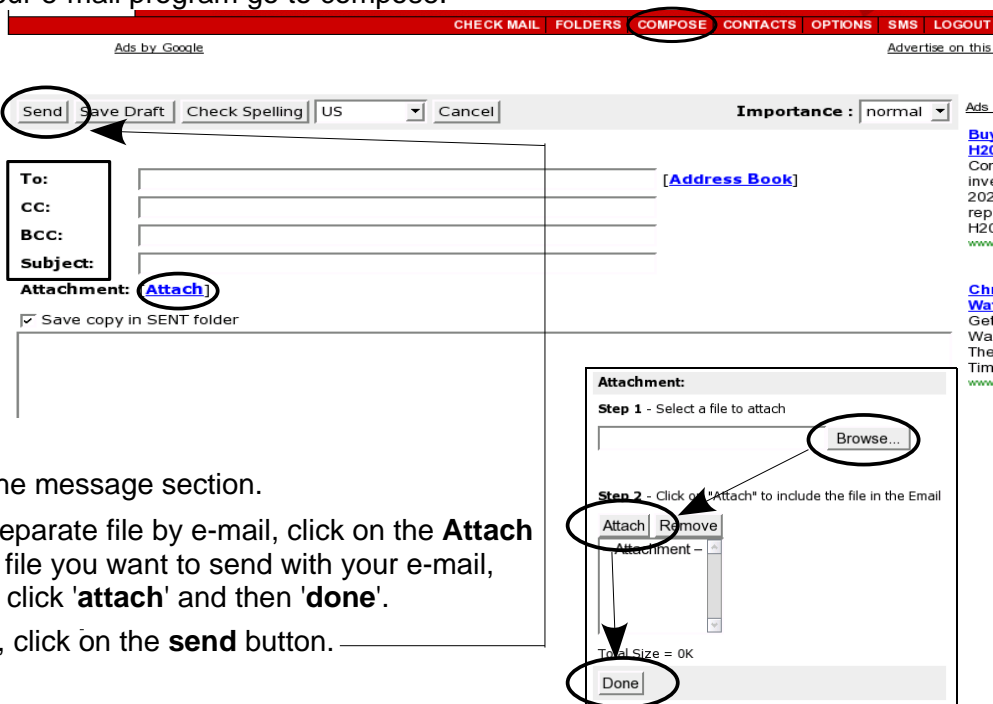 our e-mail program go to compose.
CHECK MAIL FOLDERS COMPOSE CONTACTS OPTIONS SMS LOGOUT
Ads by Google Advertise on this
Send Save Draft Check Spelling US Cancel Importance : normal
Ads
To: [Address Book]
CC:
BCC:
Subject:
Attachment: [Attach]
Save copy in SENT folder
Attachment:
Step 1 - Select a file to attach
Browse...
Step 2 - Click on "Attach" to include the file in the Email
Attach Remove
Attachment –
Total Size = 0K
Done
he message section.
eparate file by e-mail, click on the Attach
file you want to send with your e-mail,
click 'attach' and then 'done'.
, click on the send button.